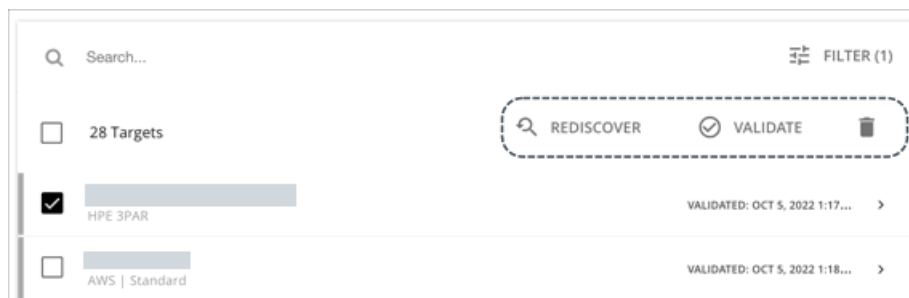 Search... FILTER (1)
28 Targets REDISCOVER VALIDATE
HPE 3PAR VALIDATED: OCT 5, 2022 1:17...
AWS | Standard VALIDATED: OCT 5, 2022 1:18...